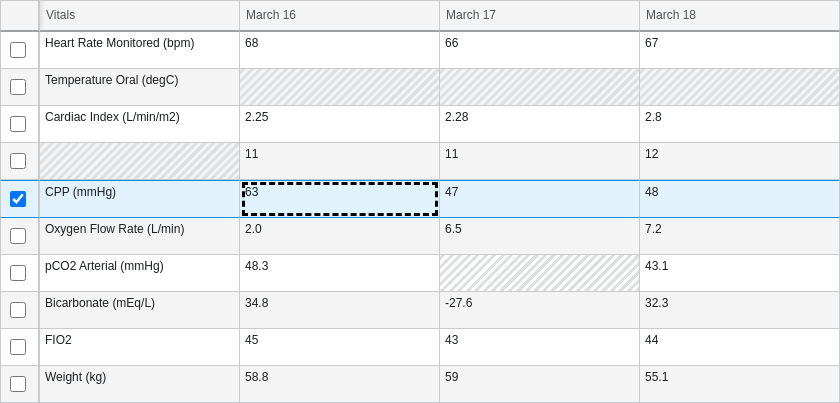 Vitals March 16 March 17 March 18
Heart Rate Monitored (bpm) 68 66 67
Temperature Oral (degC)
Cardiac Index (L/min/m2) 2.25 2.28 2.8
11 11 12
CPP (mmHg) 63 47 48
Oxygen Flow Rate (L/min) 2.0 6.5 7.2
pCO2 Arterial (mmHg) 48.3 43.1
Bicarbonate (mEq/L) 34.8 -27.6 32.3
FIO2 45 43 44
Weight (kg) 58.8 59 55.1